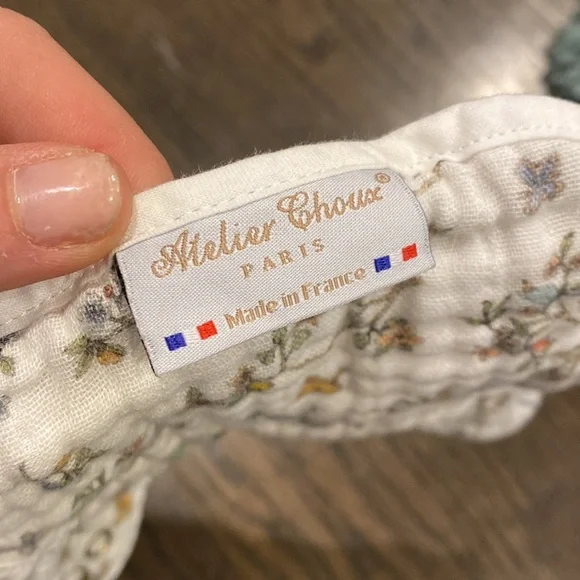 Atelier Choux®
PARIS
Made in France